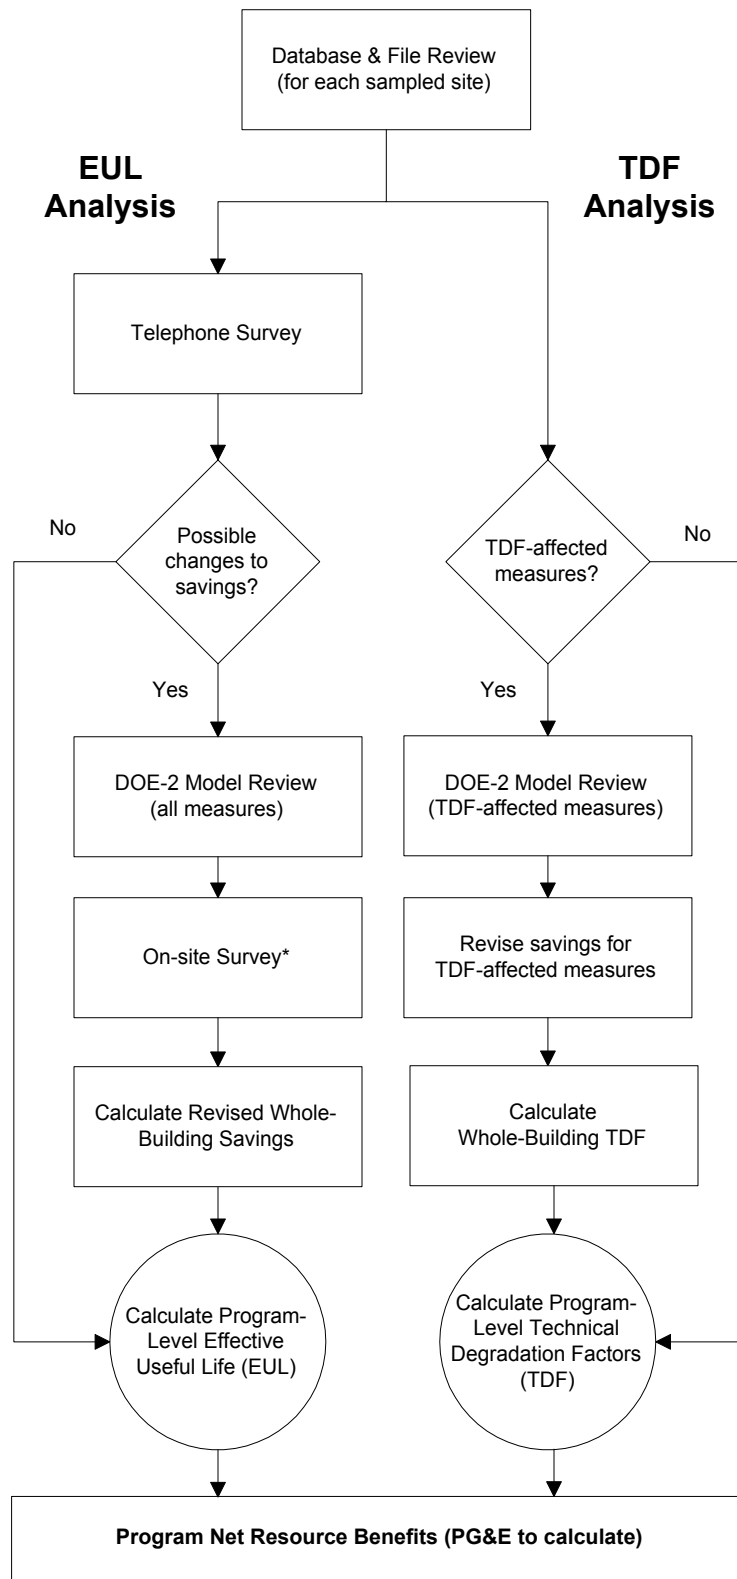 Database & File Review
(for each sampled site)
EUL
Analysis
TDF
Analysis
Telephone Survey
No
Possible
changes to
savings?
TDF-affected
measures?
No
Yes
Yes
DOE-2 Model Review
(all measures)
DOE-2 Model Review
(TDF-affected measures)
On-site Survey*
Revise savings for
TDF-affected measures
Calculate Revised Whole-
Building Savings
Calculate
Whole-Building TDF
Calculate Program-
Level Effective
Useful Life (EUL)
Calculate Program-
Level Technical
Degradation Factors
(TDF)
Program Net Resource Benefits (PG&E to calculate)